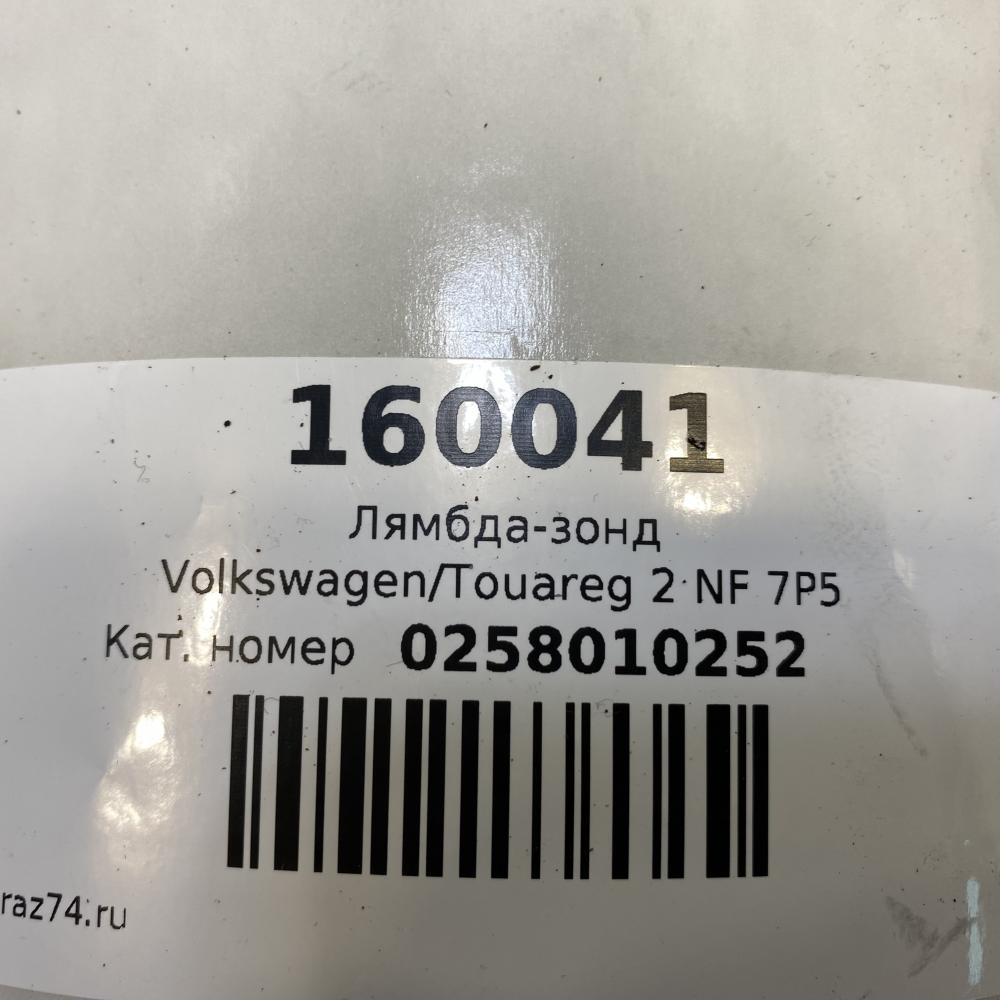 160041
Лямбда-зонд
Volkswagen/Touareg 2 NF 7P5
Кат. номер 0258010252
raz74.ru